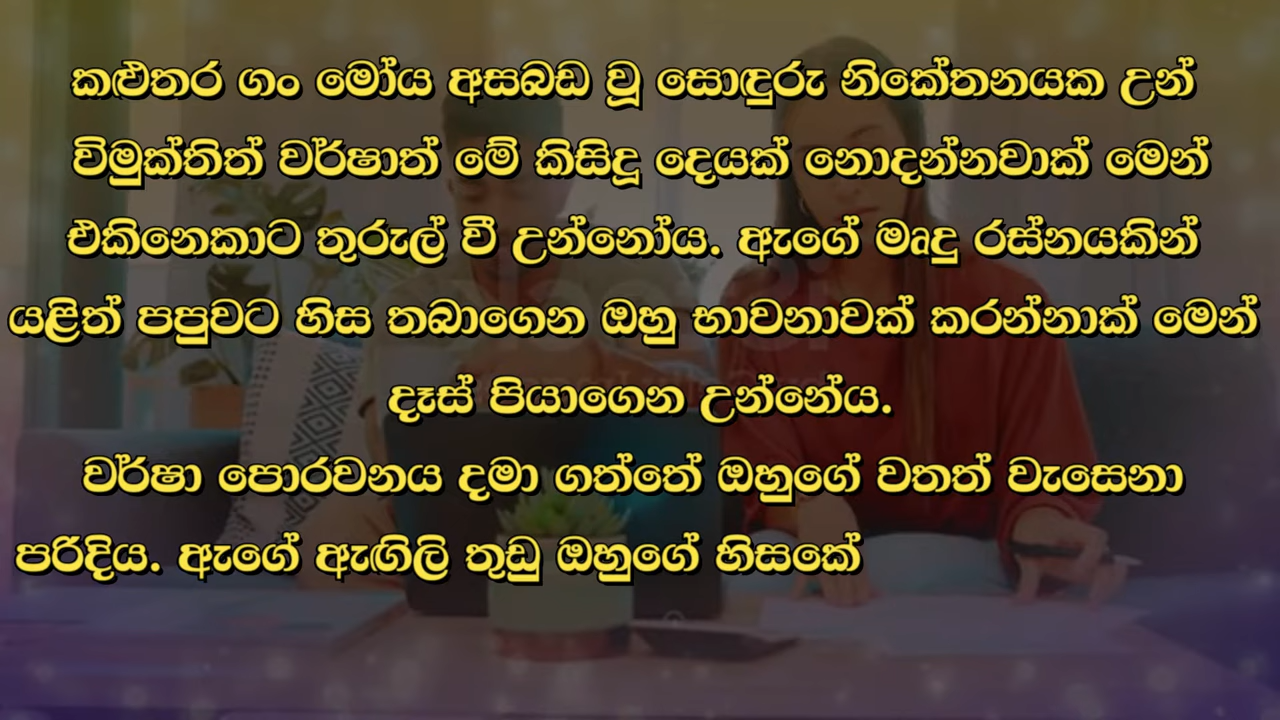 කළුතර ගං මෝය අසබඩ වූ සොඳුරු නිකේතනයක උන්
විමුක්තිත් වර්ෂාත් මේ කිසිදු දෙයක් නොදන්නවාක් මෙන්
එකිනෙකාට තුරුල් වී උන්නෝය. ඇගේ මෘදු රස්නයකින්
යළිත් පපුවට හිස තබාගෙන ඔහු භාවනාවක් කරන්නාක් මෙන්
දෑස් පියාගෙන උන්නේය.
වර්ෂා පොරවනය දමා ගත්තේ ඔහුගේ වතත් වැසෙනා
පරිදිය. ඇගේ ඇඟිලි තුඩු ඔහුගේ හිසකේ